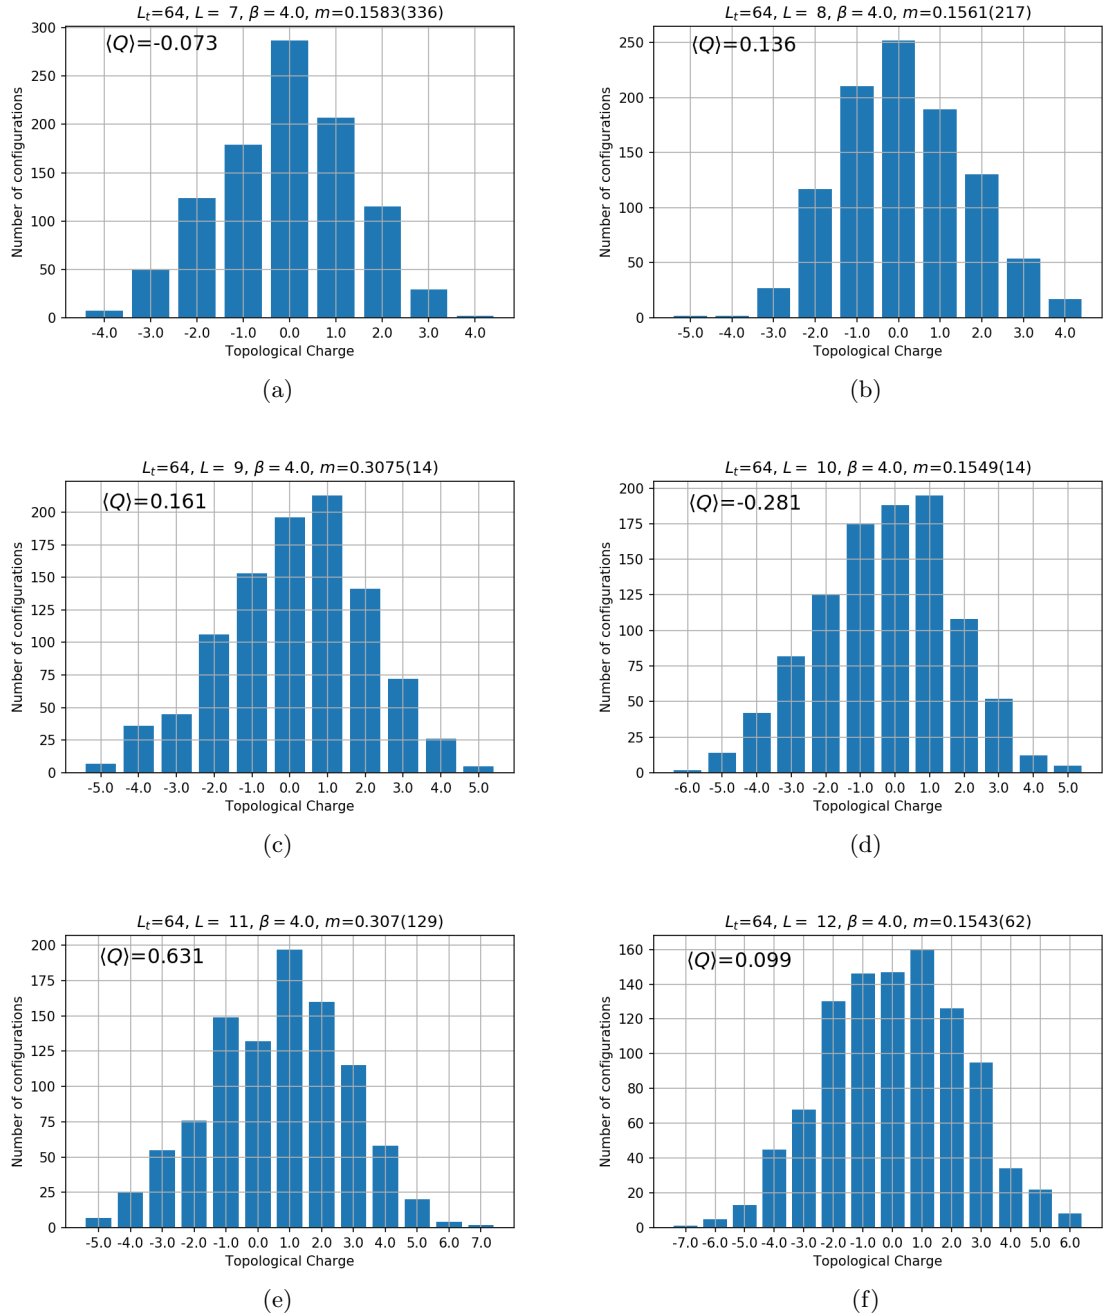 L_t=64, L= 7, β=4.0, m=0.1583(336)
⟨Q⟩=-0.073
Number of configurations
300
250
200
150
100
50
0
-4.0 -3.0 -2.0 -1.0 0.0 1.0 2.0 3.0 4.0
Topological Charge
(a)
L_t=64, L= 8, β=4.0, m=0.1561(217)
⟨Q⟩=0.136
Number of configurations
250
200
150
100
50
0
-5.0 -4.0 -3.0 -2.0 -1.0 0.0 1.0 2.0 3.0 4.0
Topological Charge
(b)
L_t=64, L= 9, β=4.0, m=0.3075(14)
⟨Q⟩=0.161
Number of configurations
200
175
150
125
100
75
50
25
0
-5.0 -4.0 -3.0 -2.0 -1.0 0.0 1.0 2.0 3.0 4.0 5.0
Topological Charge
(c)
L_t=64, L= 10, β=4.0, m=0.1549(14)
⟨Q⟩=-0.281
Number of configurations
200
175
150
125
100
75
50
25
0
-6.0 -5.0 -4.0 -3.0 -2.0 -1.0 0.0 1.0 2.0 3.0 4.0 5.0
Topological Charge
(d)
L_t=64, L= 11, β=4.0, m=0.307(129)
⟨Q⟩=0.631
Number of configurations
200
175
150
125
100
75
50
25
0
-5.0 -4.0 -3.0 -2.0 -1.0 0.0 1.0 2.0 3.0 4.0 5.0 6.0 7.0
Topological Charge
(e)
L_t=64, L= 12, β=4.0, m=0.1543(62)
⟨Q⟩=0.099
Number of configurations
160
140
120
100
80
60
40
20
0
-7.0 -6.0 -5.0 -4.0 -3.0 -2.0 -1.0 0.0 1.0 2.0 3.0 4.0 5.0 6.0
Topological Charge
(f)